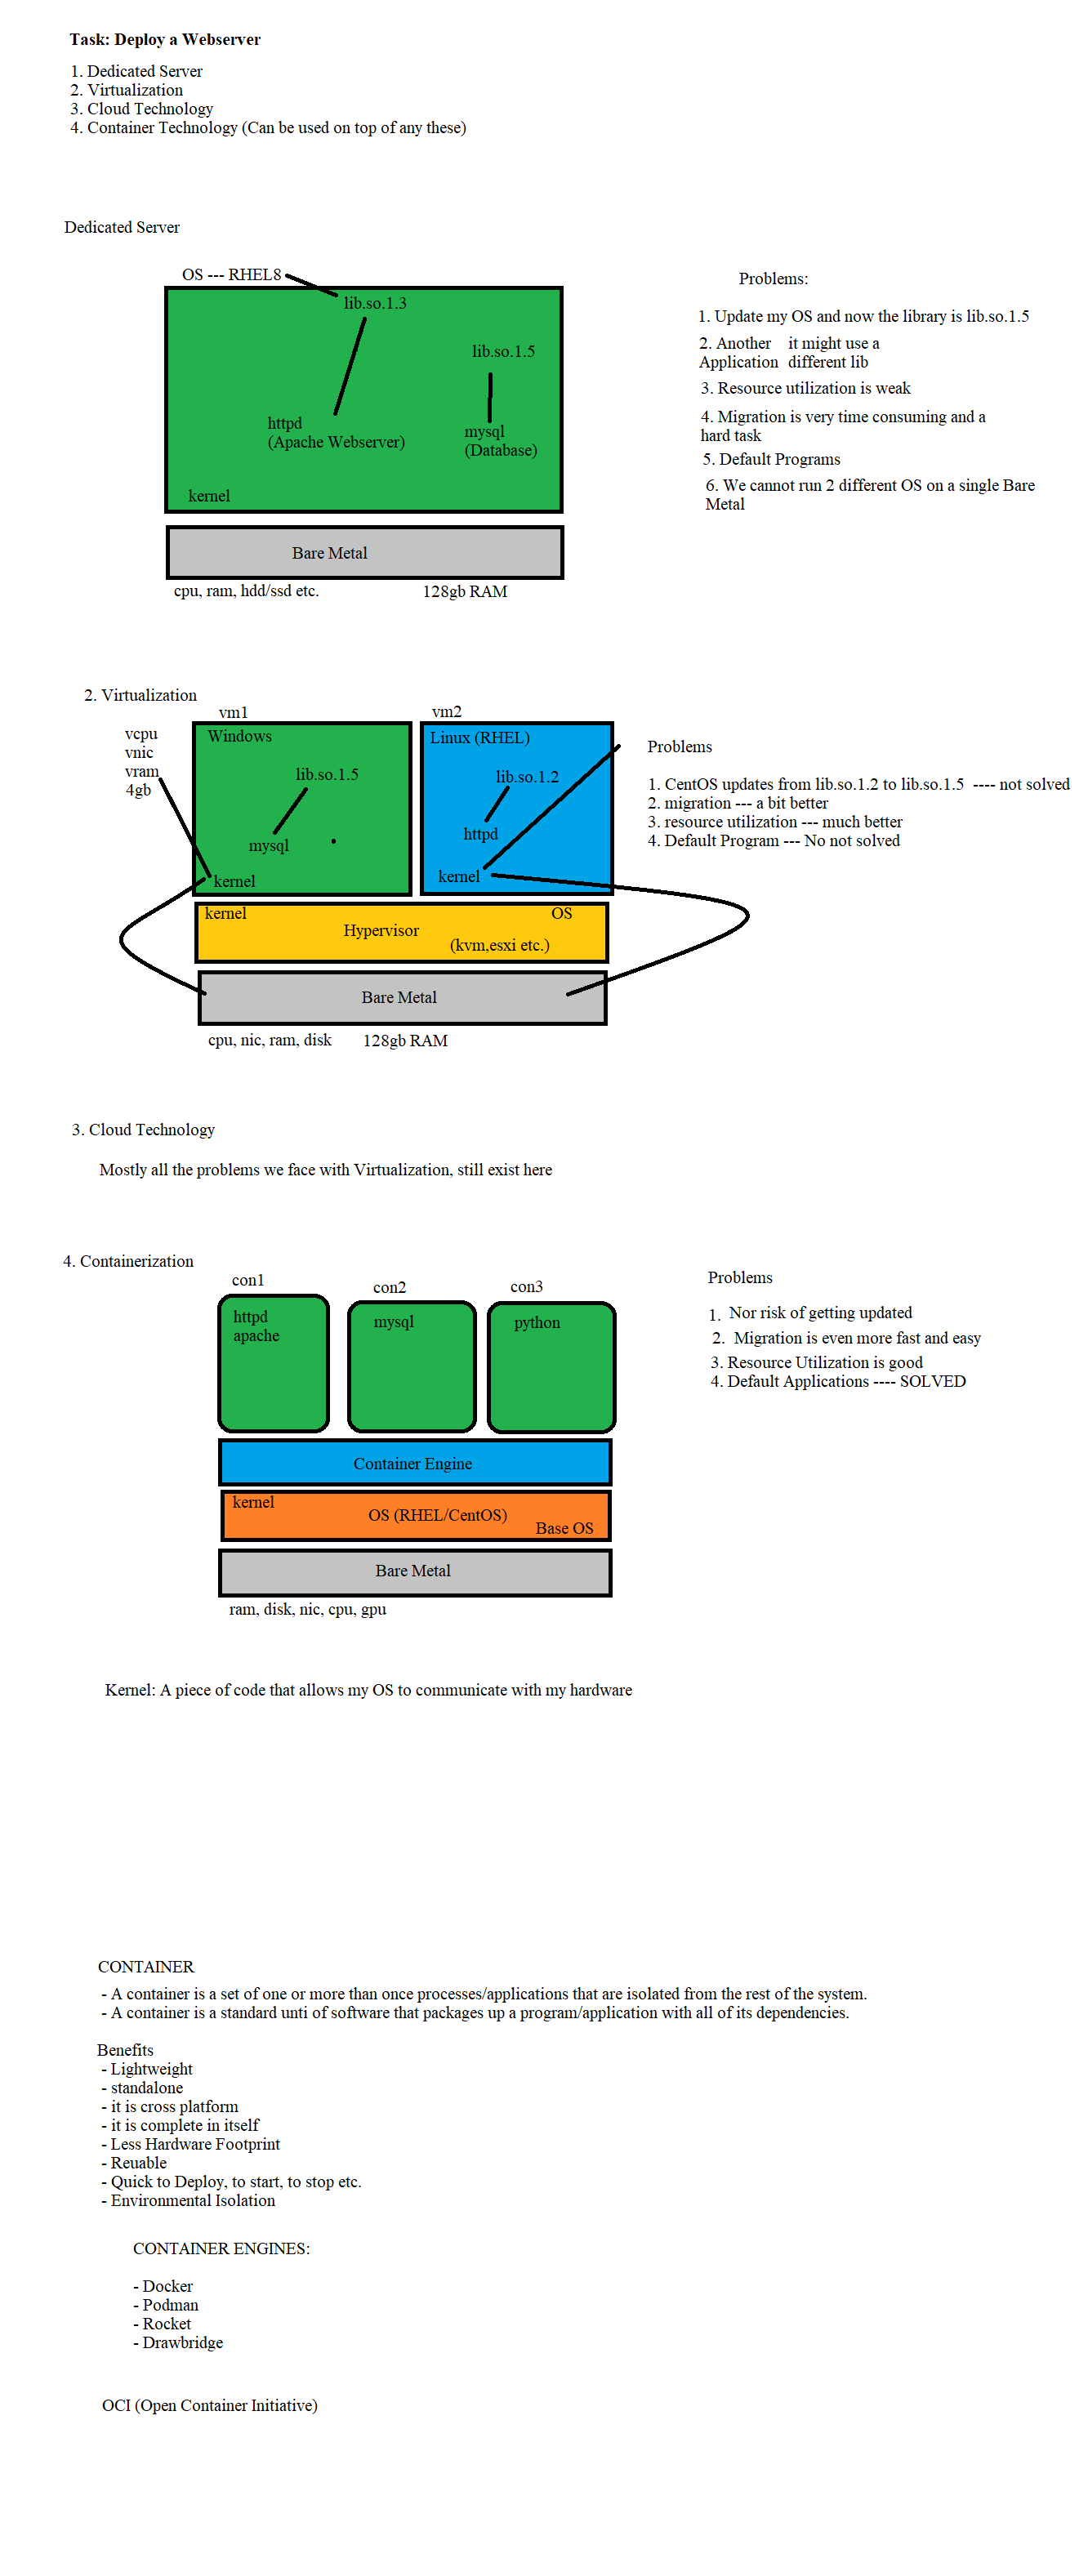 Task: Deploy a Webserver
1. Dedicated Server
2. Virtualization
3. Cloud Technology
4. Container Technology (Can be used on top of any these)
Dedicated Server
OS --- RHEL8
lib.so.1.3
lib.so.1.5
httpd
(Apache Webserver)
mysql
(Database)
kernel
Bare Metal
cpu, ram, hdd/ssd etc.
128gb RAM
Problems:
1. Update my OS and now the library is lib.so.1.5
2. Another it might use a
Application different lib
3. Resource utilization is weak
4. Migration is very time consuming and a
hard task
5. Default Programs
6. We cannot run 2 different OS on a single Bare
Metal
2. Virtualization
vm1
vm2
vcpu
vnic
vram
4gb
Windows
lib.so.1.5
mysql
kernel
Linux (RHEL)
lib.so.1.2
httpd
kernel
kernel
OS
Hypervisor
(kvm,esxi etc.)
Bare Metal
cpu, nic, ram, disk
128gb RAM
Problems
1. CentOS updates from lib.so.1.2 to lib.so.1.5 ---- not solved
2. migration --- a bit better
3. resource utilization --- much better
4. Default Program --- No not solved
3. Cloud Technology
Mostly all the problems we face with Virtualization, still exist here
4. Containerization
con1
con2
con3
httpd
apache
mysql
python
Container Engine
kernel
OS (RHEL/CentOS)
Base OS
Bare Metal
ram, disk, nic, cpu, gpu
Problems
1. Nor risk of getting updated
2. Migration is even more fast and easy
3. Resource Utilization is good
4. Default Applications ---- SOLVED
Kernel: A piece of code that allows my OS to communicate with my hardware
CONTAINER
- A container is a set of one or more than once processes/applications that are isolated from the rest of the system.
- A container is a standard unti of software that packages up a program/application with all of its dependencies.
Benefits
- Lightweight
- standalone
- it is cross platform
- it is complete in itself
- Less Hardware Footprint
- Reuable
- Quick to Deploy, to start, to stop etc.
- Environmental Isolation
CONTAINER ENGINES:
- Docker
- Podman
- Rocket
- Drawbridge
OCI (Open Container Initiative)